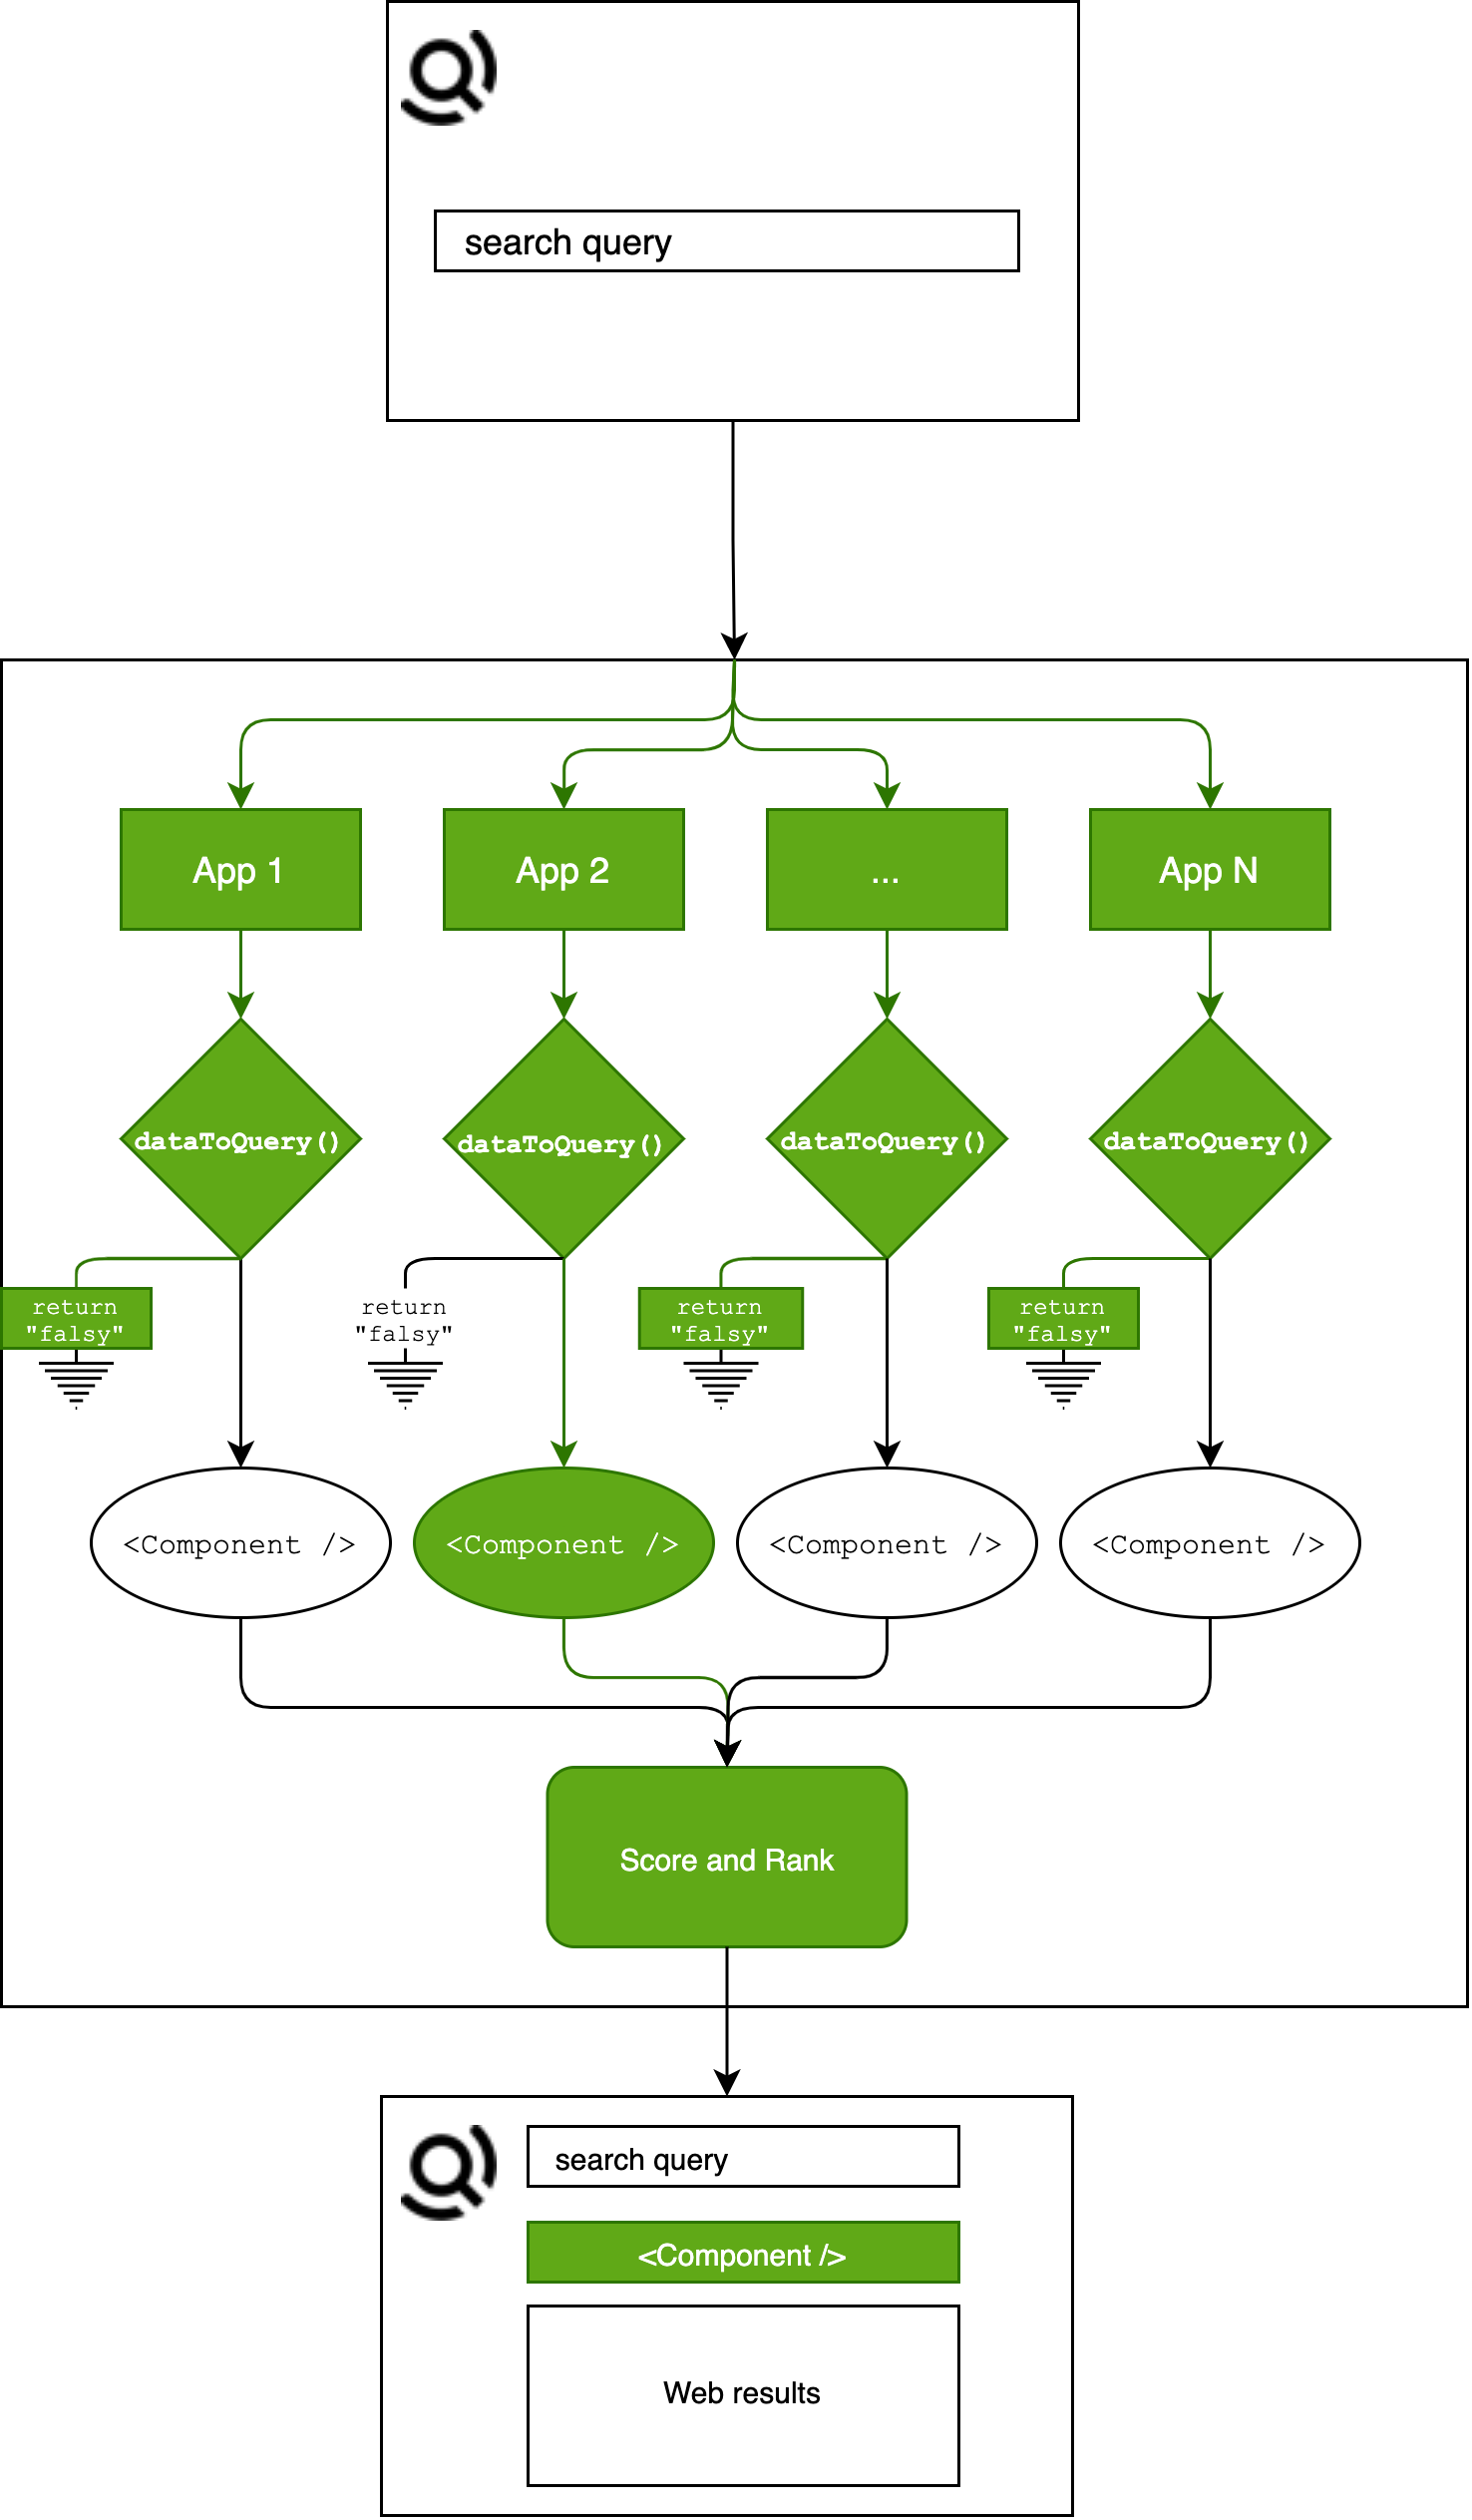 search query
App 1
App 2
...
App N
dataToQuery()
dataToQuery()
dataToQuery()
dataToQuery()
return
"falsy"
return
"falsy"
return
"falsy"
return
"falsy"
<Component />
<Component />
<Component />
<Component />
Score and Rank
search query
<Component />
Web results